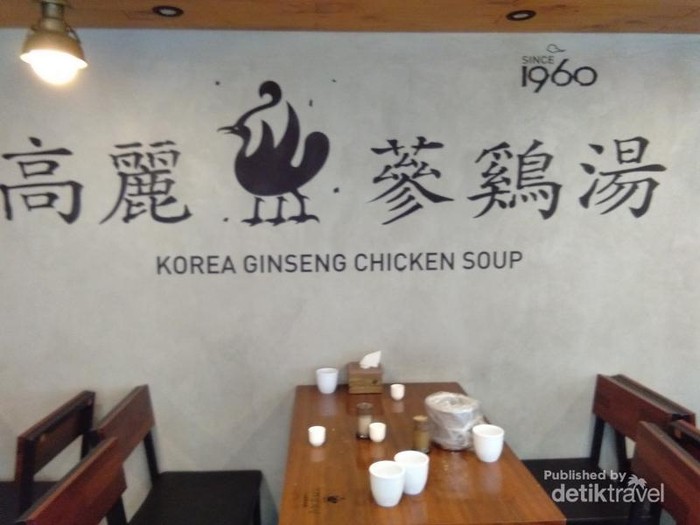 SINCE
1960
高麗 蔘鷄湯
KOREA GINSENG CHICKEN SOUP
Published by
detiktravel